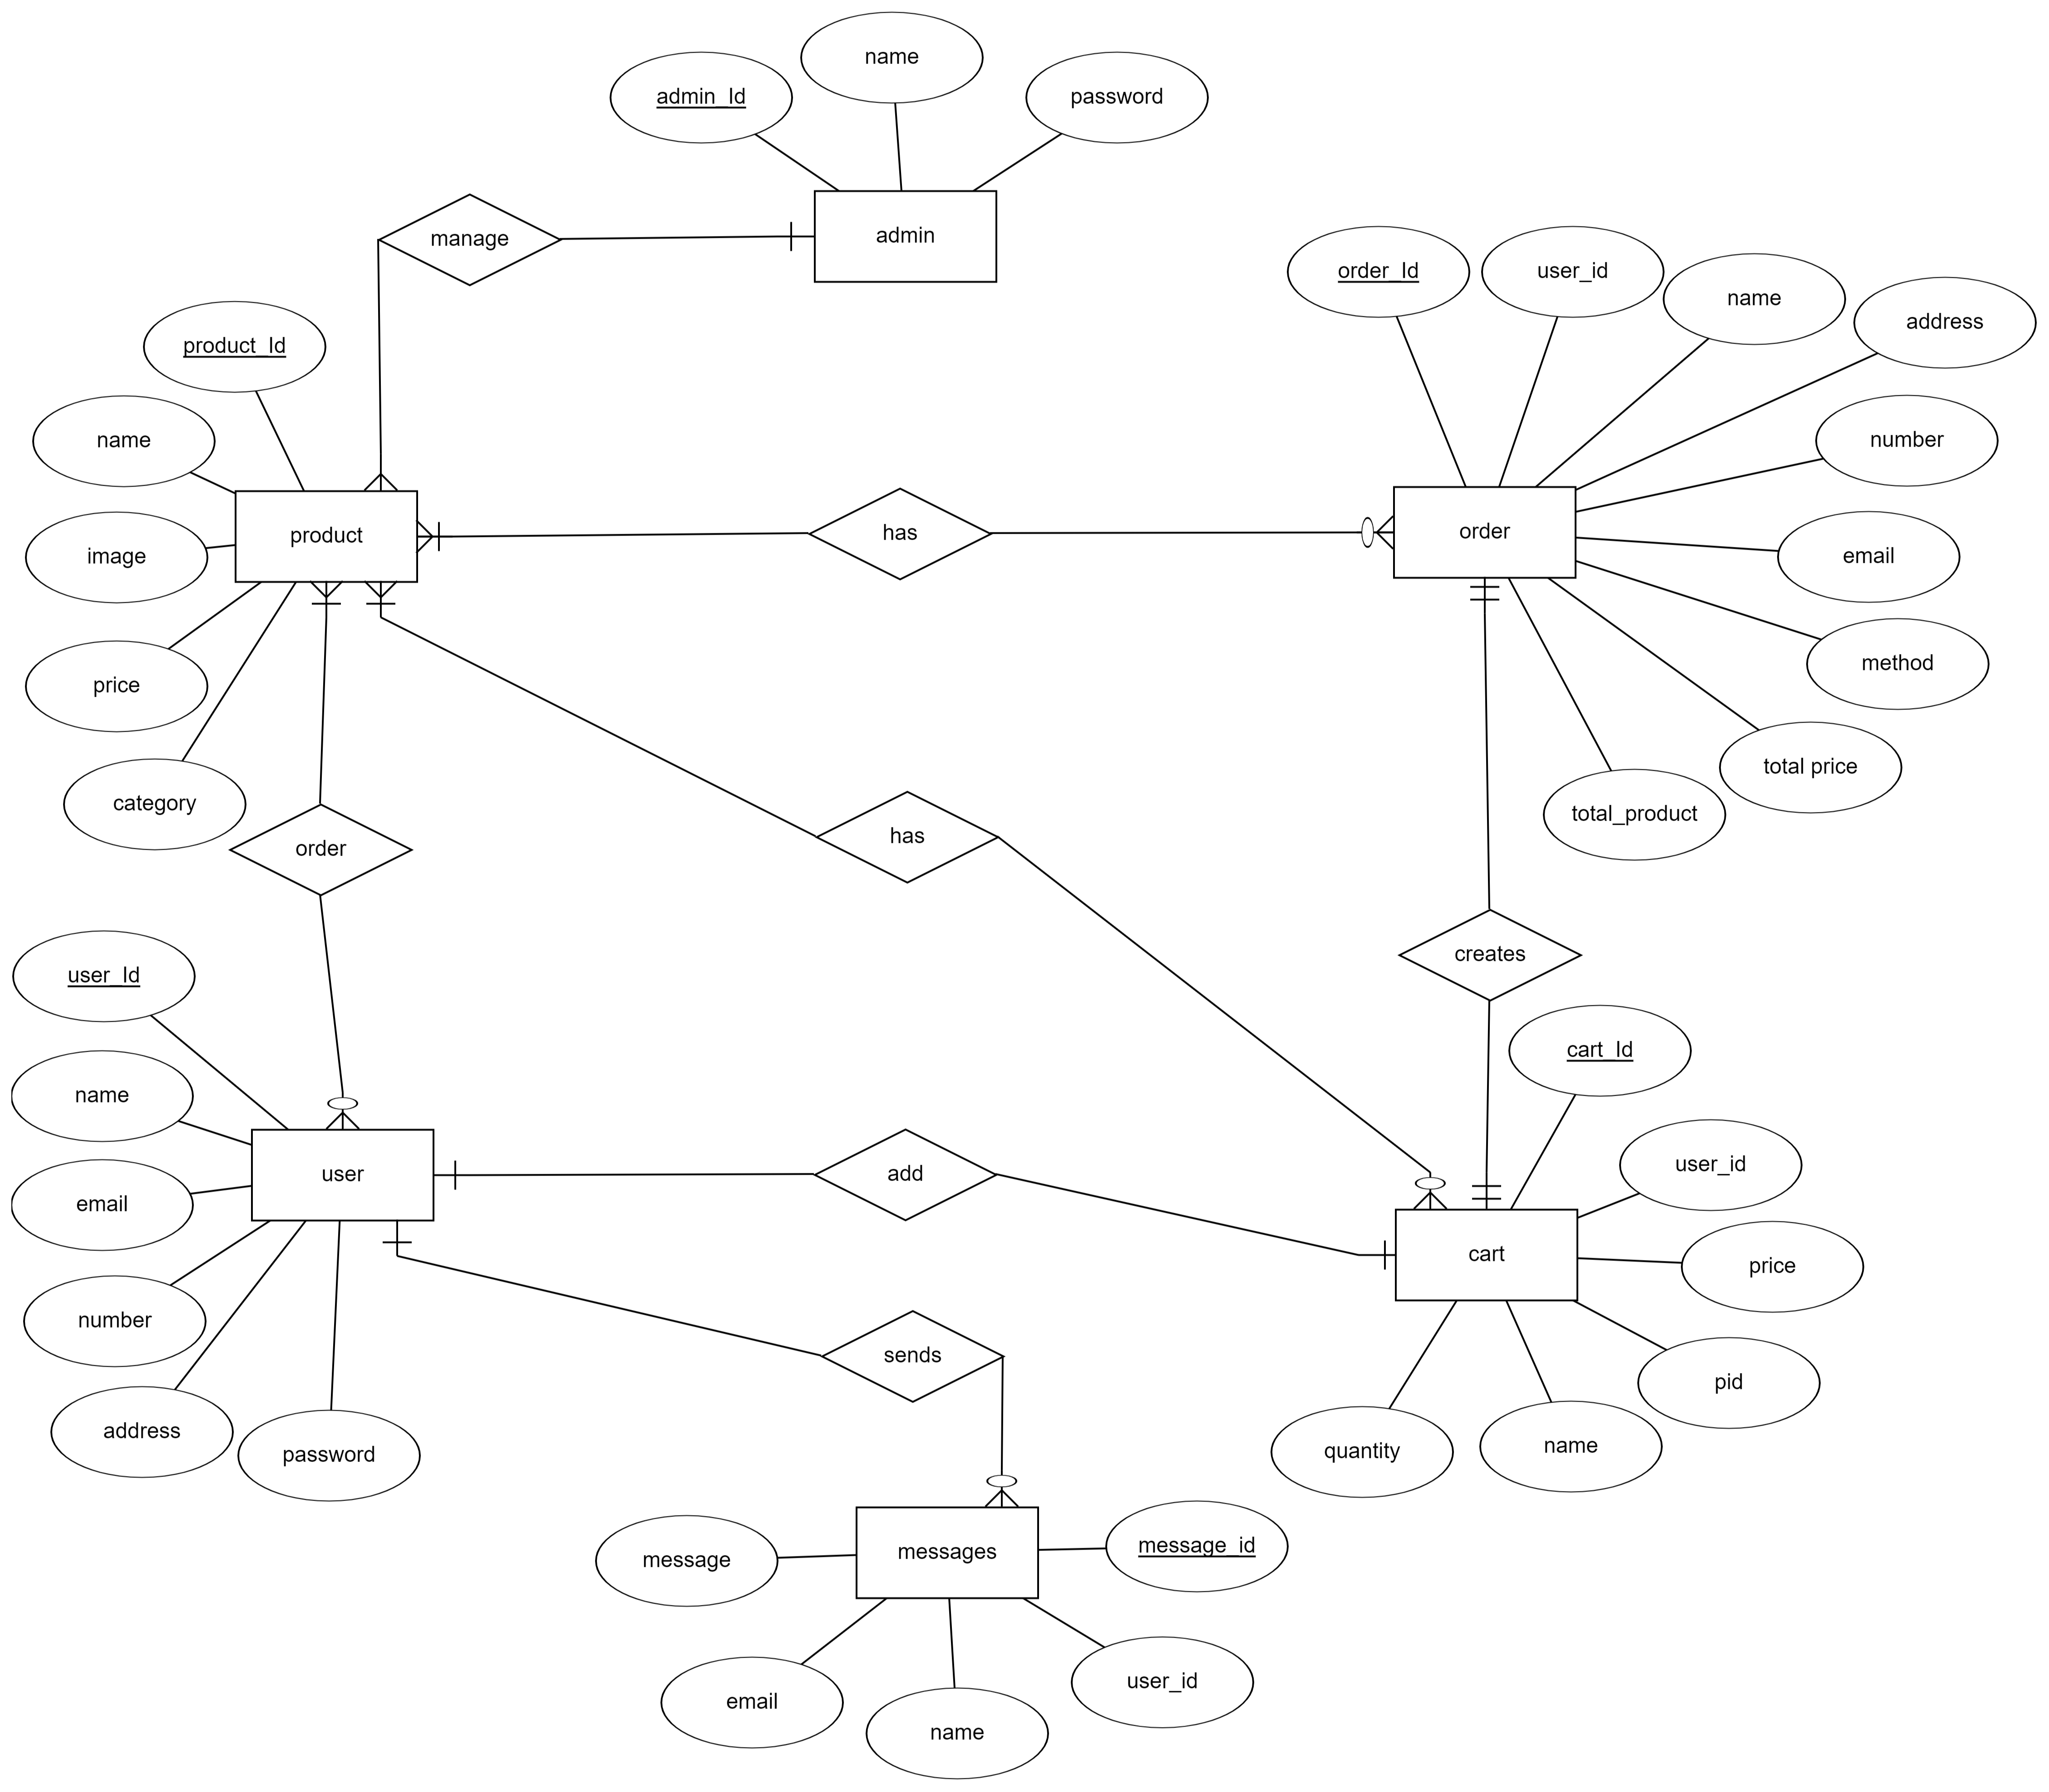 name
admin_Id
password
manage
admin
order_Id
user_id
name
address
product_Id
name
number
product
has
order
image
email
method
price
total price
category
total_product
order
has
user_Id
creates
cart_Id
name
user_id
user
add
email
cart
price
number
sends
pid
address
password
quantity
name
message
messages
message_id
email
name
user_id